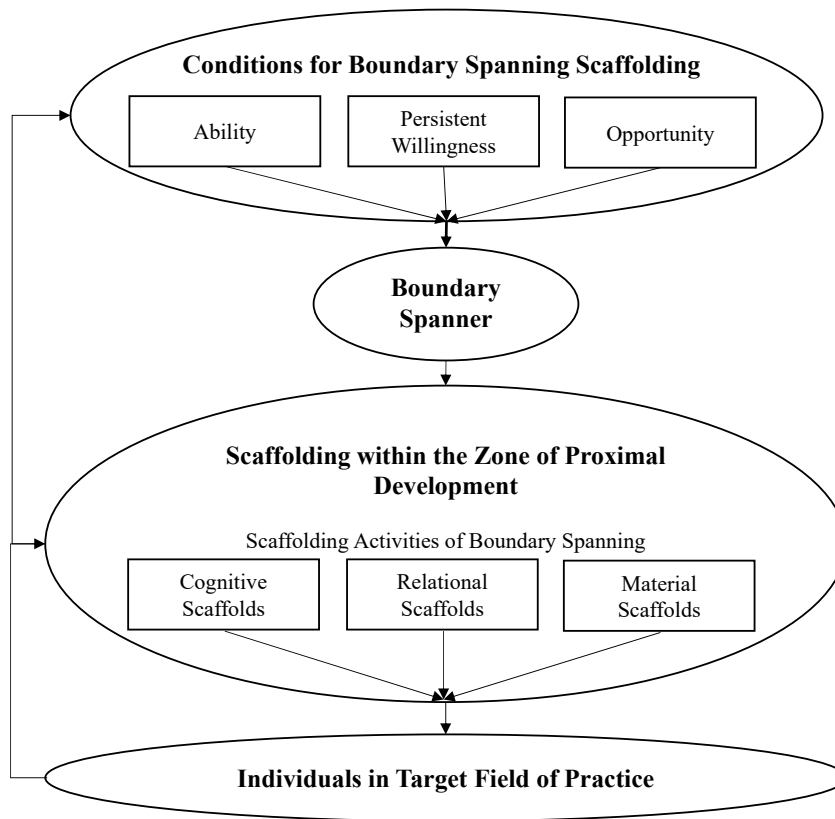 Conditions for Boundary Spanning Scaffolding
Ability
Persistent
Willingness
Opportunity
Boundary
Spanner
Scaffolding within the Zone of Proximal
Development
Scaffolding Activities of Boundary Spanning
Cognitive
Scaffolds
Relational
Scaffolds
Material
Scaffolds
Individuals in Target Field of Practice